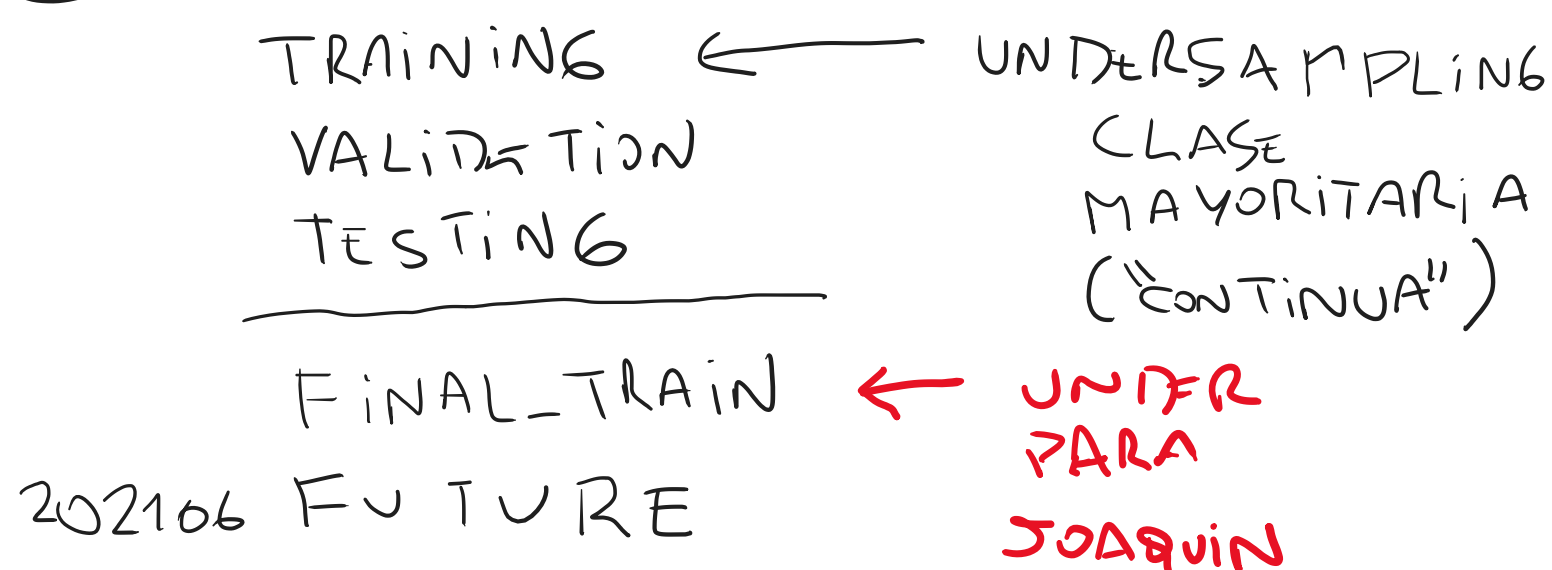 TRAINING ← UNDERSAMPLING
VALIDATION CLASE
TESTING MAYORITARIA
("CONTINUA")
FINAL_TRAIN ← UNDER
PARA
202106 FUTURE JOAQUIN